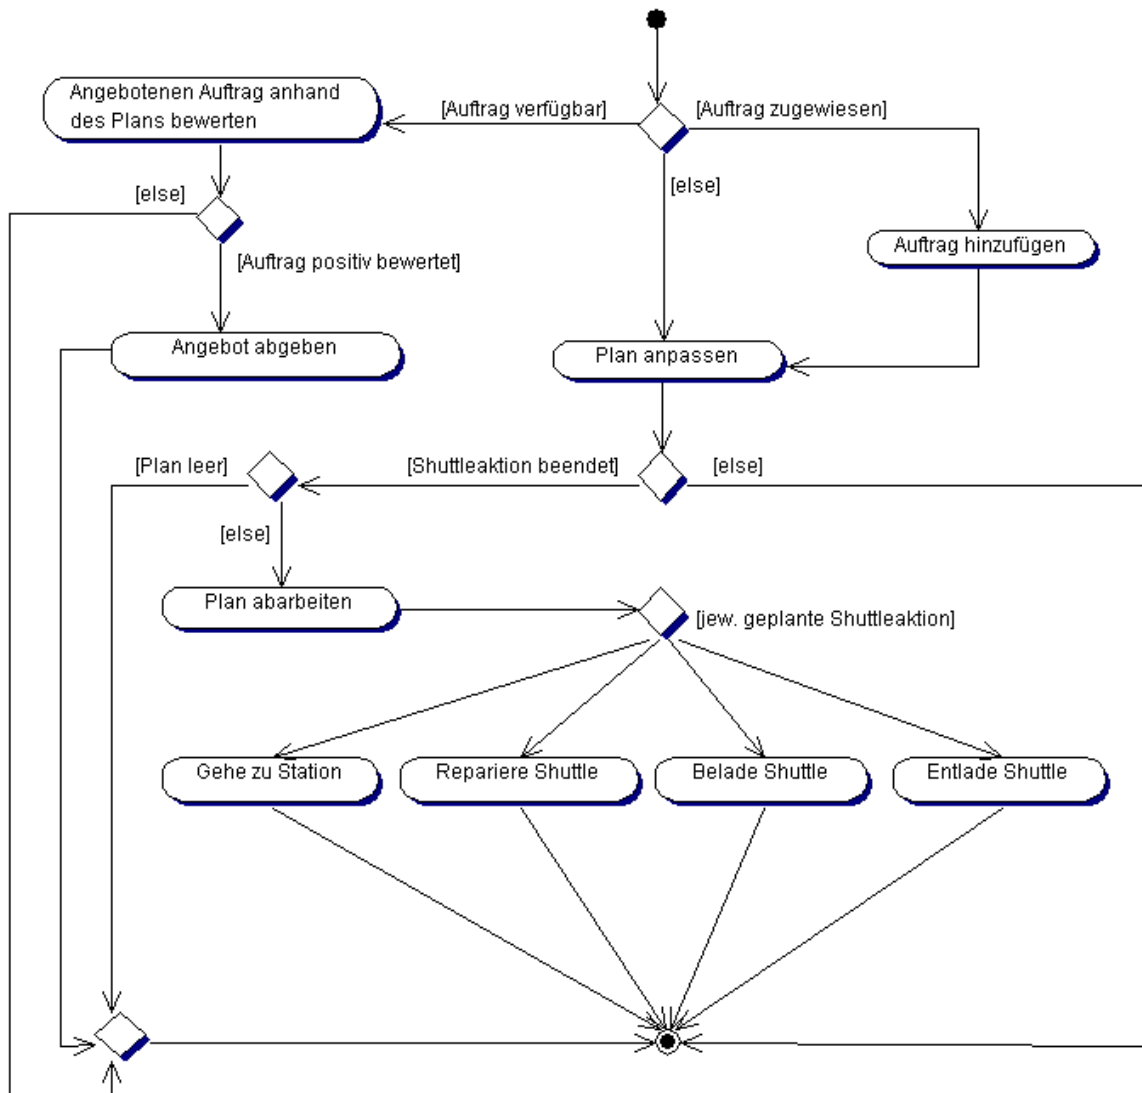 Angebotenen Auftrag anhand
des Plans bewerten
[Auftrag verfügbar]
[Auftrag zugewiesen]
[else]
[else]
Auftrag hinzufügen
[Auftrag positiv bewertet]
Angebot abgeben
Plan anpassen
[Plan leer]
[Shuttleaktion beendet]
[else]
[else]
Plan abarbeiten
[jew. geplante Shuttleaktion]
Gehe zu Station
Repariere Shuttle
Belade Shuttle
Entlade Shuttle